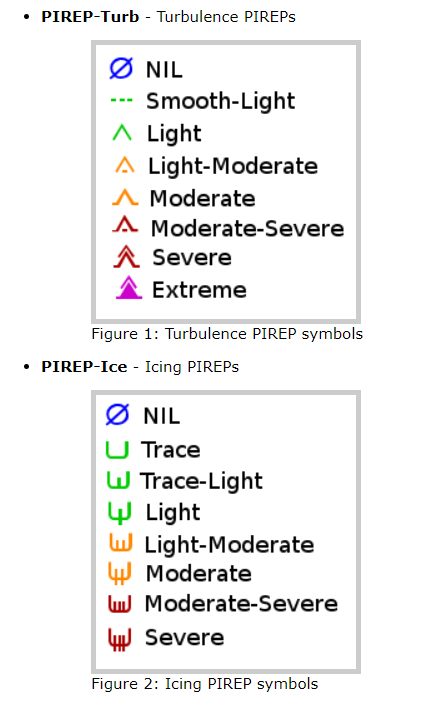 • PIREP-Turb - Turbulence PIREPs
NIL
Smooth-Light
Light
Light-Moderate
Moderate
Moderate-Severe
Severe
Extreme
Figure 1: Turbulence PIREP symbols
• PIREP-Ice - Icing PIREPs
NIL
Trace
Trace-Light
Light
Light-Moderate
Moderate
Moderate-Severe
Severe
Figure 2: Icing PIREP symbols